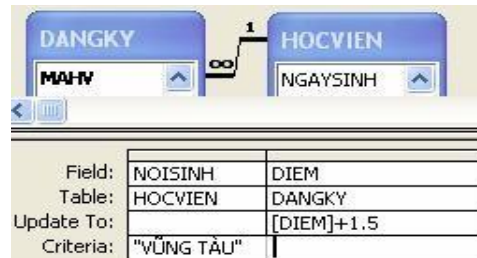 DANGKY
MAHV
∞
1
HOCVIEN
NGAYSINH
Field: NOISINH DIEM
Table: HOCVIEN DANGKY
Update To: [DIEM]+1.5
Criteria: "VŨNG TÀU"